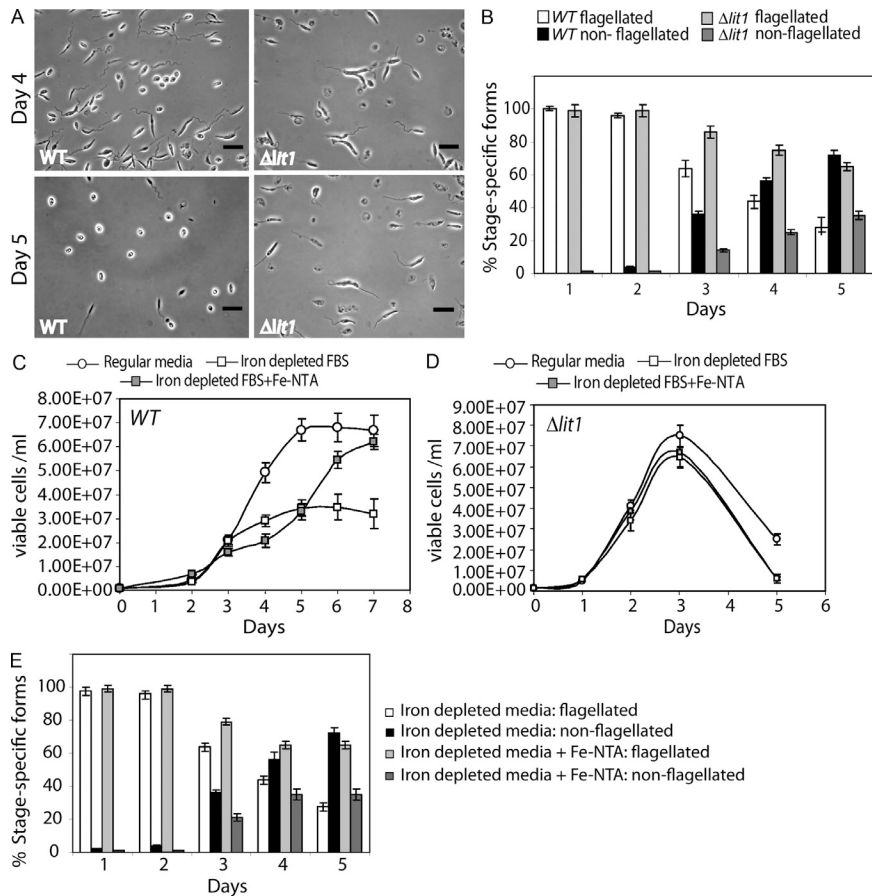 A
Day 4
WT
Δlit1
Day 5
WT
Δlit1
B
WT flagellated
Δlit1 flagellated
WT non- flagellated
Δlit1 non-flagellated
% Stage-specific forms
100
80
60
40
20
0
1 2 3 4 5
Days
C
Regular media
Iron depleted FBS
Iron depleted FBS+Fe-NTA
WT
viable cells /ml
8.00E+07
7.00E+07
6.00E+07
5.00E+07
4.00E+07
3.00E+07
2.00E+07
1.00E+07
0.00E+00
0 1 2 3 4 5 6 7 8
Days
D
Regular media
Iron depleted FBS
Iron depleted FBS+Fe-NTA
Δlit1
viable cells /ml
9.00E+07
8.00E+07
7.00E+07
6.00E+07
5.00E+07
4.00E+07
3.00E+07
2.00E+07
1.00E+07
0.00E+00
0 1 2 3 4 5 6
Days
E
% Stage-specific forms
100
80
60
40
20
0
1 2 3 4 5
Days
Iron depleted media: flagellated
Iron depleted media: non-flagellated
Iron depleted media + Fe-NTA: flagellated
Iron depleted media + Fe-NTA: non-flagellated